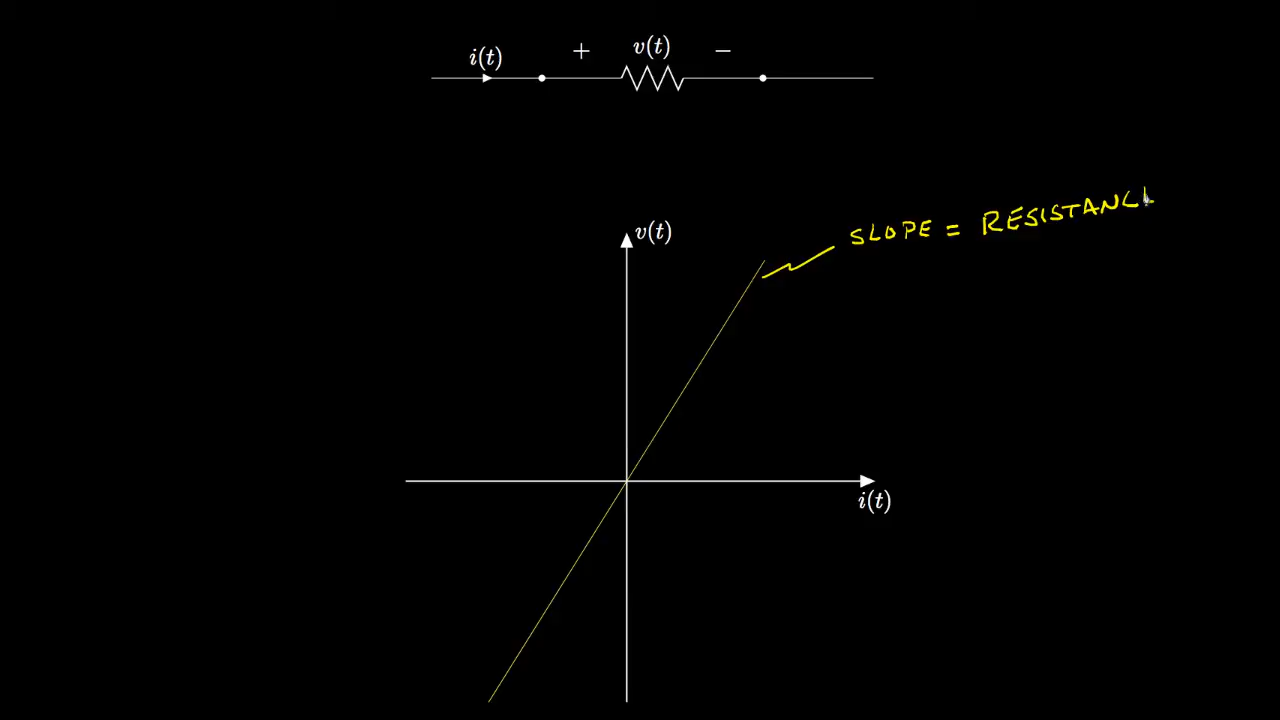 i(t) + v(t) −
SLOPE = RESISTANC
v(t)
i(t)